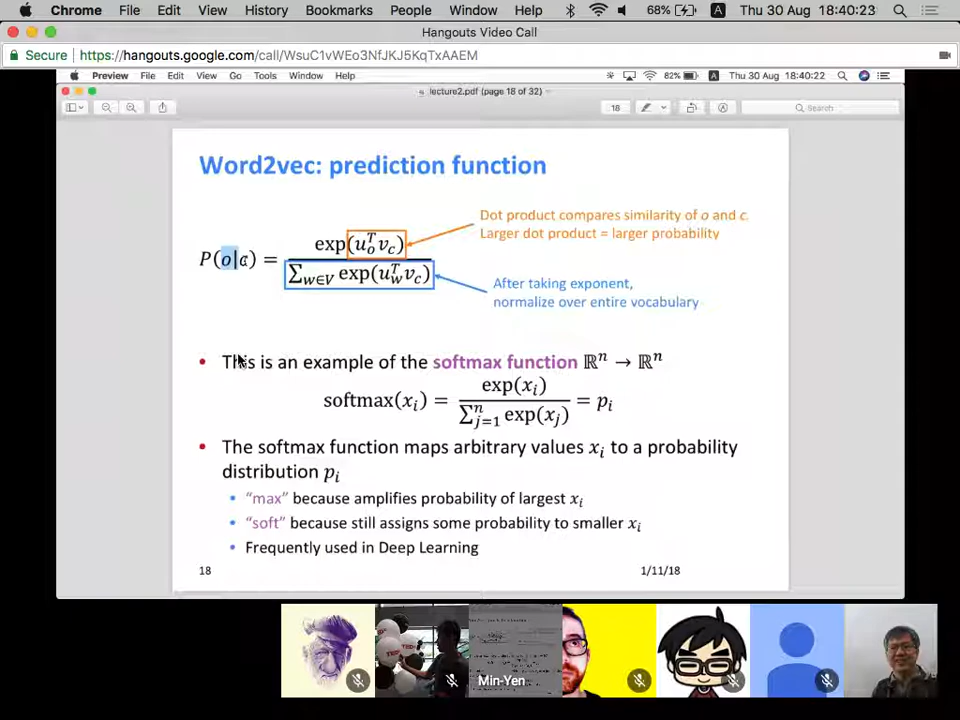 Chrome File Edit View History Bookmarks People Window Help 68% A Thu 30 Aug 18:40:23
Hangouts Video Call
Secure https://hangouts.google.com/call/WsuC1vWEo3NfJKJ5KqTxAAEM
Preview File Edit View Go Tools Window Help 82% A Thu 30 Aug 18:40:22
lecture2.pdf (page 18 of 32)
18 Search
Word2vec: prediction function
Dot product compares similarity of o and c.
Larger dot product = larger probability
P(o|c) = exp(u_o^T v_c) / ∑_{w∈V} exp(u_w^T v_c)
After taking exponent,
normalize over entire vocabulary
• This is an example of the softmax function ℝⁿ → ℝⁿ
softmax(x_i) = exp(x_i) / ∑_{j=1}^n exp(x_j) = p_i
• The softmax function maps arbitrary values x_i to a probability
distribution p_i
• “max” because amplifies probability of largest x_i
• “soft” because still assigns some probability to smaller x_i
• Frequently used in Deep Learning
18 1/11/18
Min-Yen